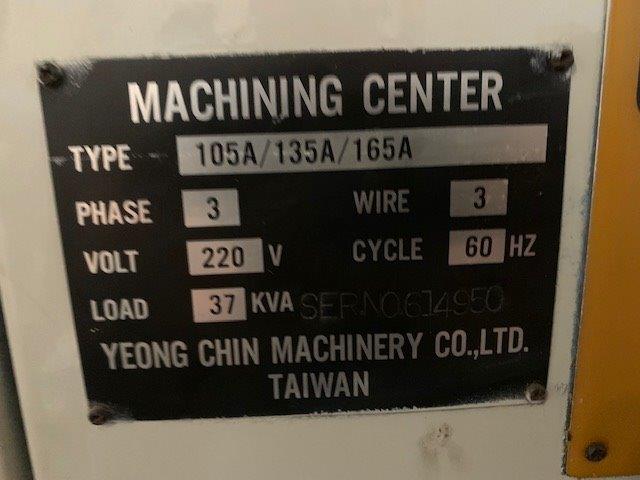 MACHINING CENTER
TYPE 105A/135A/165A
PHASE 3 WIRE 3
VOLT 220 V CYCLE 60 HZ
LOAD 37 KVA SER.NO.614950
YEONG CHIN MACHINERY CO.,LTD.
TAIWAN